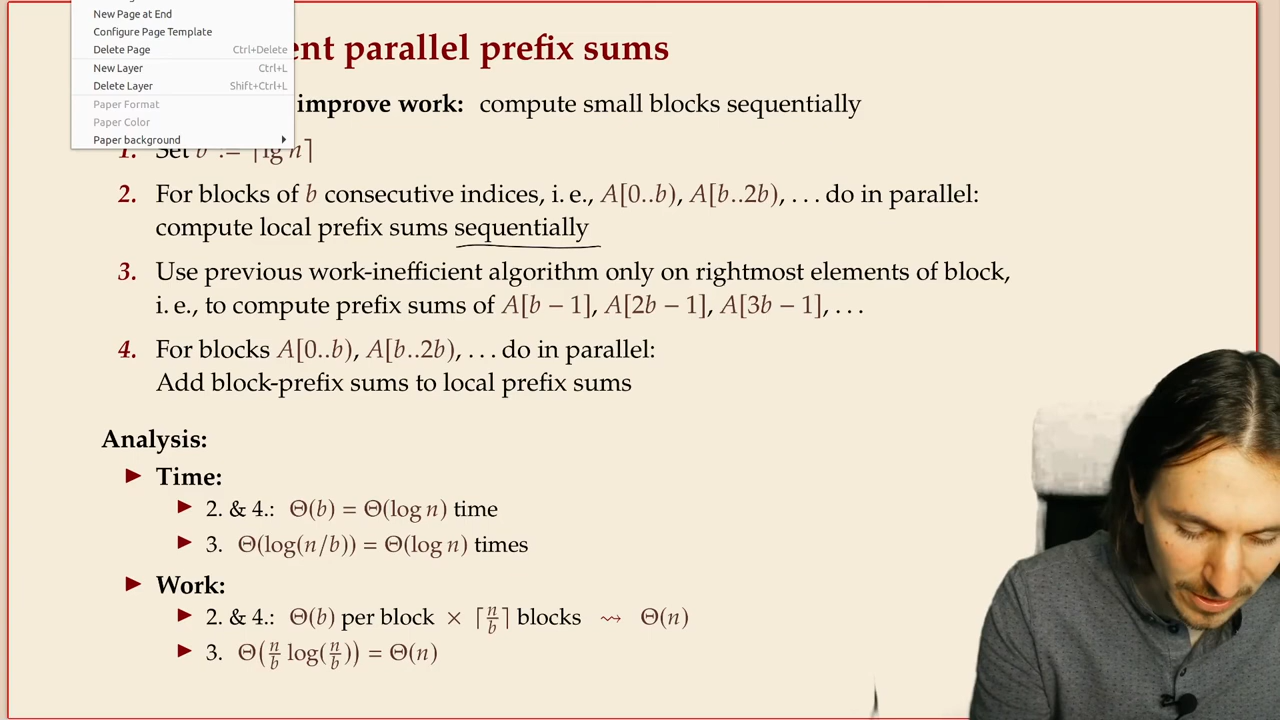 New Page at End
Configure Page Template
Delete Page Ctrl+Delete
New Layer Ctrl+L
Delete Layer Shift+Ctrl+L
Paper Format
Paper Color
Paper background
parallel prefix sums
improve work: compute small blocks sequentially
1. Set b := ⌈lg n⌉
2. For blocks of b consecutive indices, i. e., A[0..b), A[b..2b), . . . do in parallel:
compute local prefix sums sequentially
3. Use previous work-inefficient algorithm only on rightmost elements of block,
i. e., to compute prefix sums of A[b − 1], A[2b − 1], A[3b − 1], . . .
4. For blocks A[0..b), A[b..2b), . . . do in parallel:
Add block-prefix sums to local prefix sums
Analysis:
▶ Time:
▶ 2. & 4.: Θ(b) = Θ(log n) time
▶ 3. Θ(log(n/b)) = Θ(log n) times
▶ Work:
▶ 2. & 4.: Θ(b) per block × ⌈n/b⌉ blocks ⇝ Θ(n)
▶ 3. Θ(n/b log(n/b)) = Θ(n)